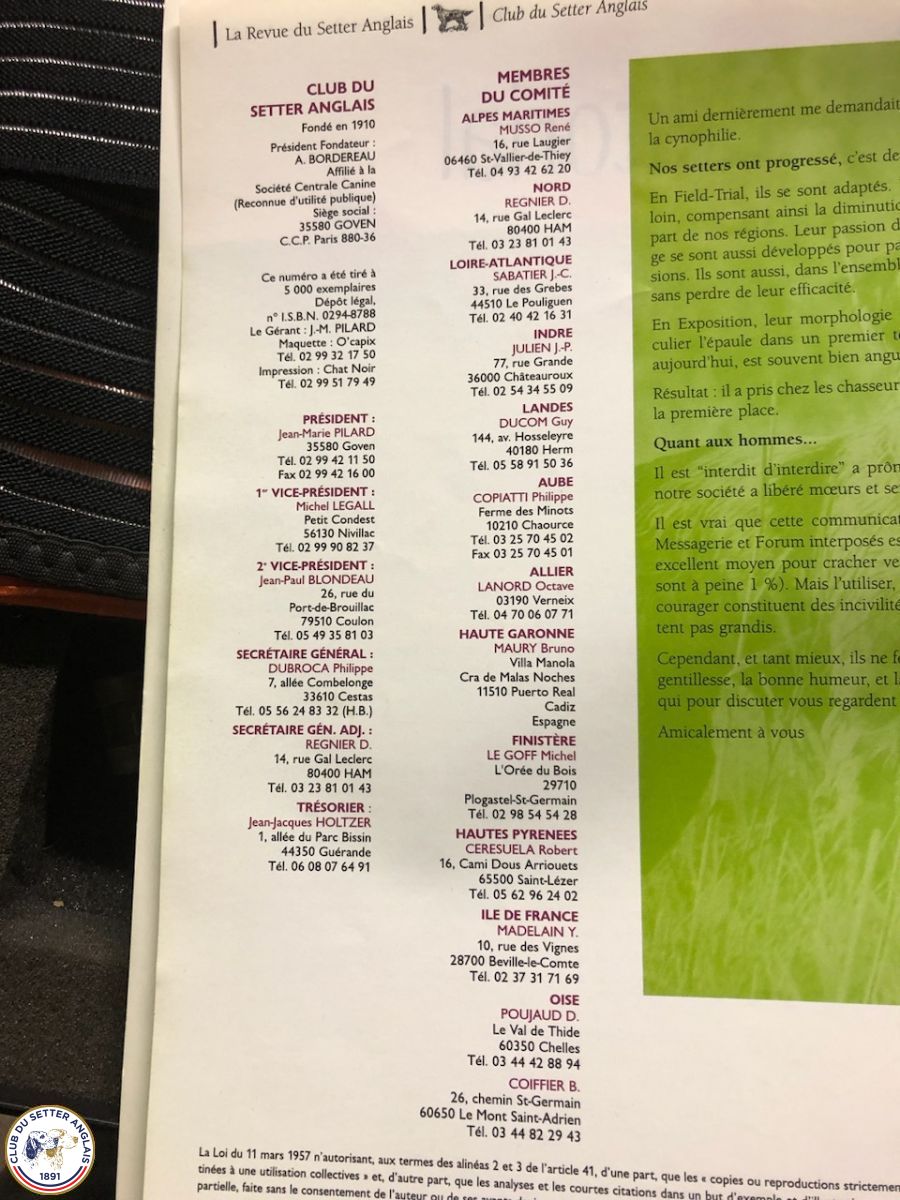 La Revue du Setter Anglais
Club du Setter Anglais
CLUB DU
SETTER ANGLAIS
Fondé en 1910
Président Fondateur :
A. BORDEREAU
Affilié à la
Société Centrale Canine
(Reconnue d'utilité publique)
Siège social :
35580 GOVEN
C.C.P. Paris 880-36
Ce numéro a été tiré à
5 000 exemplaires
Dépôt légal,
n° I.S.B.N. 0294-8788
Le Gérant : J.-M. PILARD
Maquette : O'capix
Tél. 02 99 32 17 50
Impression : Chat Noir
Tél. 02 99 51 79 49
PRÉSIDENT :
Jean-Marie PILARD
35580 Goven
Tél. 02 99 42 11 50
Fax 02 99 42 16 00
1er VICE-PRÉSIDENT :
Michel LEGALL
Petit Condest
56130 Nivillac
Tél. 02 99 90 82 37
2e VICE-PRÉSIDENT :
Jean-Paul BLONDEAU
26, rue du
Port-de-Brouillac
79510 Coulon
Tél. 05 49 35 81 03
SECRÉTAIRE GÉNÉRAL :
DUBROCA Philippe
7, allée Combelonge
33610 Cestas
Tél. 05 56 24 83 32 (H.B.)
SECRÉTAIRE GÉN. ADJ. :
REGNIER D.
14, rue Gal Leclerc
80400 HAM
Tél. 03 23 81 01 43
TRÉSORIER :
Jean-Jacques HOLTZER
1, allée du Parc Bissin
44350 Guérande
Tél. 06 08 07 64 91
MEMBRES
DU COMITÉ
ALPES MARITIMES
MUSSO René
16, rue Laugier
06460 St-Vallier-de-Thiey
Tél. 04 93 42 62 20
NORD
REGNIER D.
14, rue Gal Leclerc
80400 HAM
Tél. 03 23 81 01 43
LOIRE-ATLANTIQUE
SABATIER J.-C.
33, rue des Grebes
44510 Le Pouliguen
Tél. 02 40 42 16 31
INDRE
JULIEN J.-P.
77, rue Grande
36000 Châteauroux
Tél. 02 54 34 55 09
LANDES
DUCOM Guy
144, av. Hosseleyre
40180 Herm
Tél. 05 58 91 50 36
AUBE
COPIATTI Philippe
Ferme des Minots
10210 Chaource
Tél. 03 25 70 45 02
Fax 03 25 70 45 01
ALLIER
LANORD Octave
03190 Verneix
Tél. 04 70 06 07 71
HAUTE GARONNE
MAURY Bruno
Villa Manola
Cra de Malas Noches
11510 Puerto Real
Cadiz
Espagne
FINISTÈRE
LE GOFF Michel
L'Orée du Bois
29710
Plogastel-St-Germain
Tél. 02 98 54 54 28
HAUTES PYRENEES
CERESUELA Robert
16, Cami Dous Arriouets
65500 Saint-Lézer
Tél. 05 62 96 24 02
ILE DE FRANCE
MADELAIN Y.
10, rue des Vignes
28700 Beville-le-Comte
Tél. 02 37 31 71 69
OISE
POUJAUD D.
Le Val de Thide
60350 Chelles
Tél. 03 44 42 88 94
COIFFIER B.
26, chemin St-Germain
60650 Le Mont Saint-Adrien
Tél. 03 44 82 29 43
Un ami dernièrement me demandait
la cynophilie.
Nos setters ont progressé, c'est de
En Field-Trial, ils se sont adaptés.
loin, compensant ainsi la diminutio
part de nos régions. Leur passion d
ge se sont aussi développés pour pa
sions. Ils sont aussi, dans l'ensembl
sans perdre de leur efficacité.
En Exposition, leur morphologie
culier l'épaule dans un premier te
aujourd'hui, est souvent bien angu
Résultat : il a pris chez les chasseur
la première place.
Quant aux hommes...
Il est "interdit d'interdire" a prôn
notre société a libéré mœurs et se
Il est vrai que cette communicat
Messagerie et Forum interposés es
excellent moyen pour cracher ve
sont à peine 1 %). Mais l'utiliser,
courager constituent des incivilité
tent pas grandis.
Cependant, et tant mieux, ils ne f
gentillesse, la bonne humeur, et l
qui pour discuter vous regardent
Amicalement à vous
La Loi du 11 mars 1957 n'autorisant, aux termes des alinéas 2 et 3 de l'article 41, d'une part, que les « copies ou reproductions strictemen
tinées à une utilisation collectives » et, d'autre part, que les analyses et les courtes citations dans un but d'exemple et d'ill
partielle, faite sans le consentement de l'auteur ou de ses
CLUB DU SETTER ANGLAIS
1891